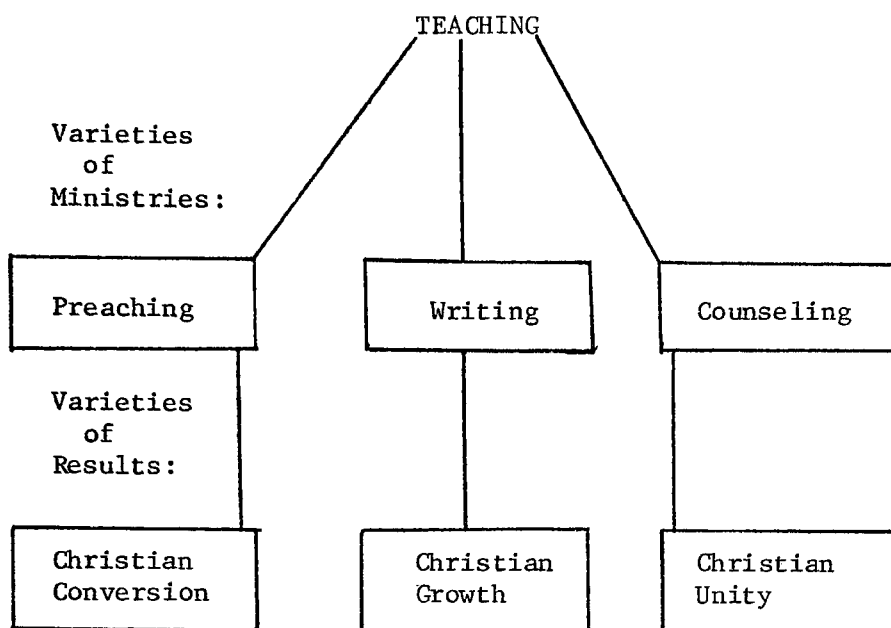 TEACHING
Varieties
of
Ministries:
Preaching
Writing
Counseling
Varieties
of
Results:
Christian
Conversion
Christian
Growth
Christian
Unity